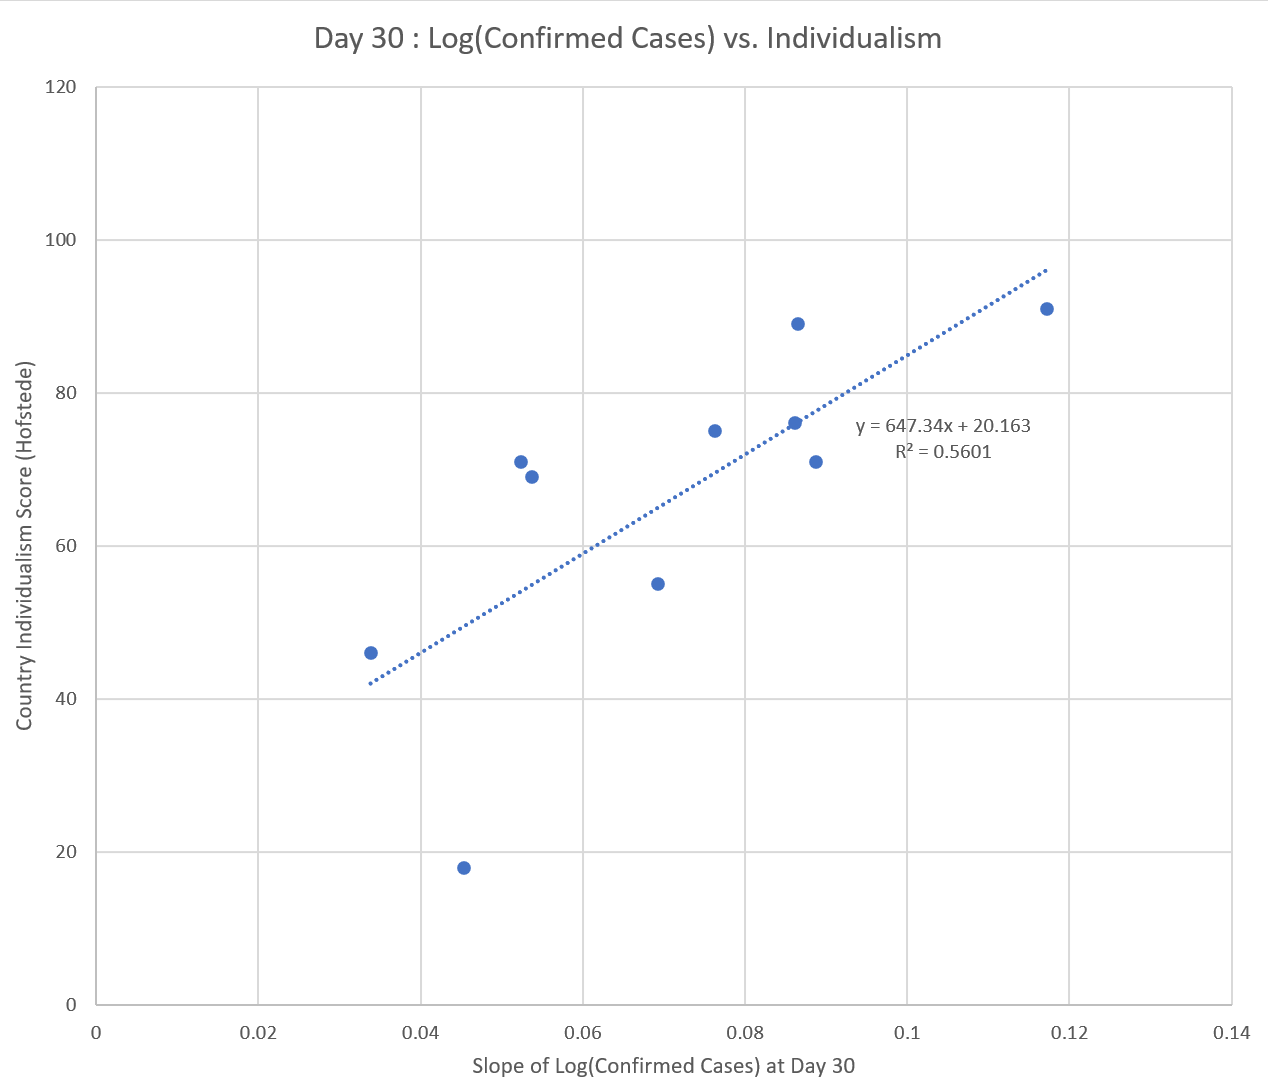 Day 30 : Log(Confirmed Cases) vs. Individualism
120
100
80
60
40
20
0
Country Individualism Score (Hofstede)
y = 647.34x + 20.163
R² = 0.5601
0 0.02 0.04 0.06 0.08 0.1 0.12 0.14
Slope of Log(Confirmed Cases) at Day 30